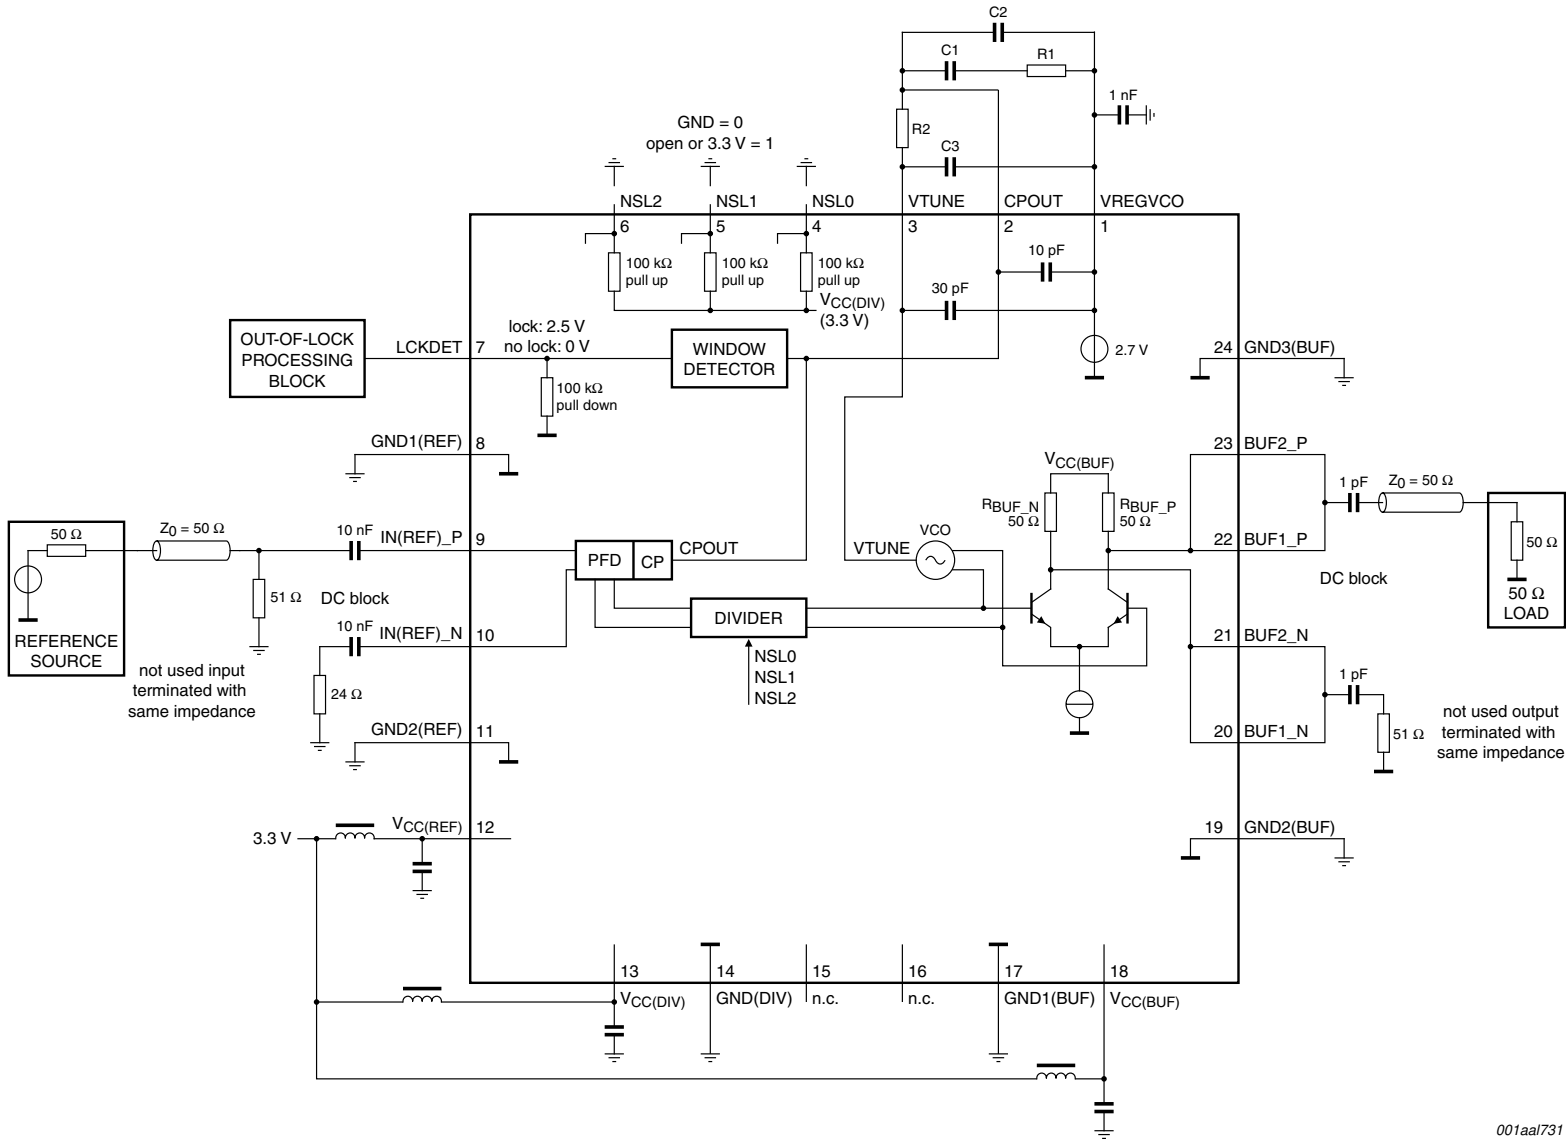 C2
C1
R1
1 nF
R2
C3
GND = 0
open or 3.3 V = 1
NSL2
NSL1
NSL0
VTUNE
CPOUT
VREGVCO
6
5
4
3
2
1
100 kΩ
pull up
100 kΩ
pull up
100 kΩ
pull up
VCC(DIV)
(3.3 V)
10 pF
30 pF
2.7 V
OUT-OF-LOCK
PROCESSING
BLOCK
LCKDET
7
lock: 2.5 V
no lock: 0 V
100 kΩ
pull down
WINDOW
DETECTOR
24
GND3(BUF)
GND1(REF)
8
23
BUF2_P
VCC(BUF)
RBUF_N
50 Ω
RBUF_P
50 Ω
1 pF
Z0 = 50 Ω
50 Ω
50 Ω
LOAD
DC block
22
BUF1_P
50 Ω
REFERENCE
SOURCE
Z0 = 50 Ω
51 Ω
10 nF
IN(REF)_P
9
DC block
10 nF
IN(REF)_N
10
24 Ω
not used input
terminated with
same impedance
PFD
CP
CPOUT
VTUNE
VCO
DIVIDER
NSL0
NSL1
NSL2
21
BUF2_N
1 pF
51 Ω
20
BUF1_N
not used output
terminated with
same impedance
GND2(REF)
11
3.3 V
VCC(REF)
12
19
GND2(BUF)
13
14
15
16
17
18
VCC(DIV)
GND(DIV)
n.c.
n.c.
GND1(BUF)
VCC(BUF)
001aal731